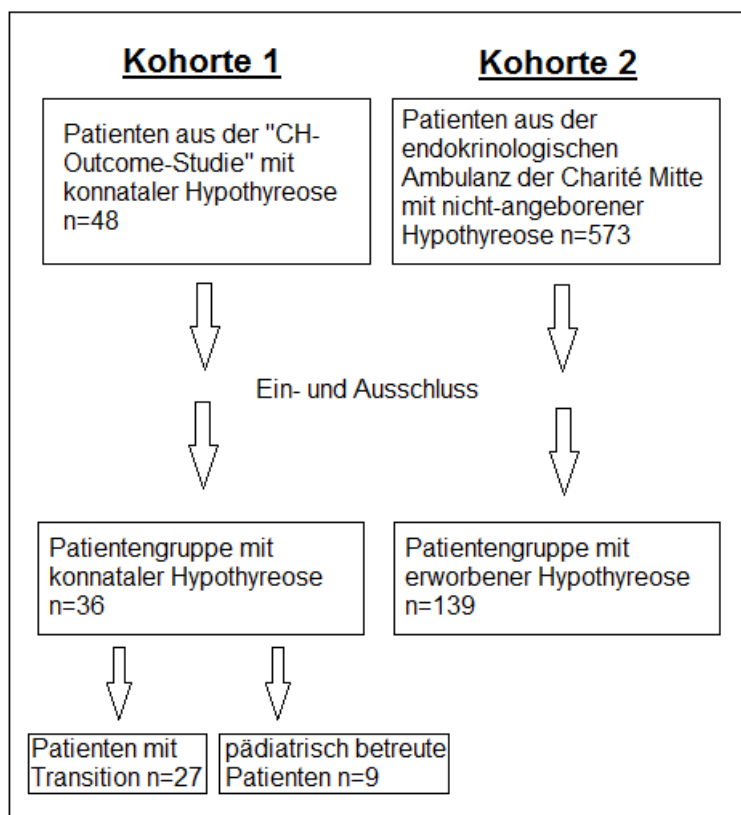 Kohorte 1
Kohorte 2
Patienten aus der "CH-
Outcome-Studie" mit
konnataler Hypothyreose
n=48
Patienten aus der
endokrinologischen
Ambulanz der Charité Mitte
mit nicht-angeborener
Hypothyreose n=573
Ein- und Ausschluss
Patientengruppe mit
konnataler Hypothyreose
n=36
Patientengruppe mit
erworbener Hypothyreose
n=139
Patienten mit
Transition n=27
pädiatrisch betreute
Patienten n=9